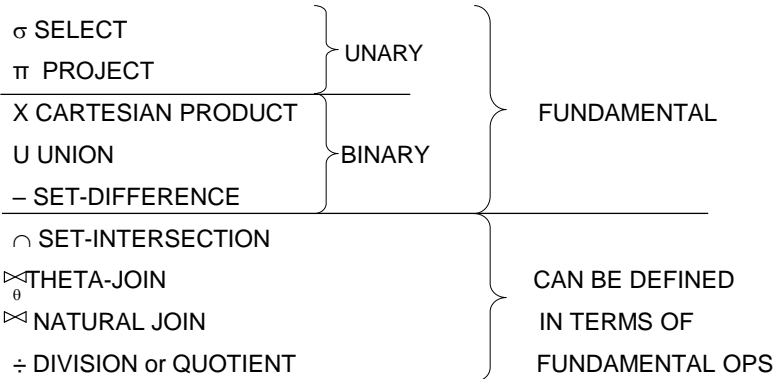 σ SELECT
UNARY
π PROJECT
X CARTESIAN PRODUCT
FUNDAMENTAL
U UNION
BINARY
– SET-DIFFERENCE
∩ SET-INTERSECTION
⋈THETA-JOIN
θ
CAN BE DEFINED
⋈ NATURAL JOIN
IN TERMS OF
÷ DIVISION or QUOTIENT
FUNDAMENTAL OPS